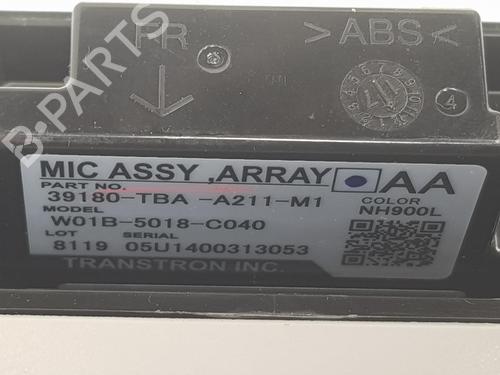 FR
>ABS<
4
MIC ASSY ,ARRAY AA
PART NO.
39180-TBA -A211-M1
COLOR
NH900L
MODEL
W01B-5018-C040
LOT SERIAL
8119 05U1400313053
TRANSTRON INC.
B-PARTS